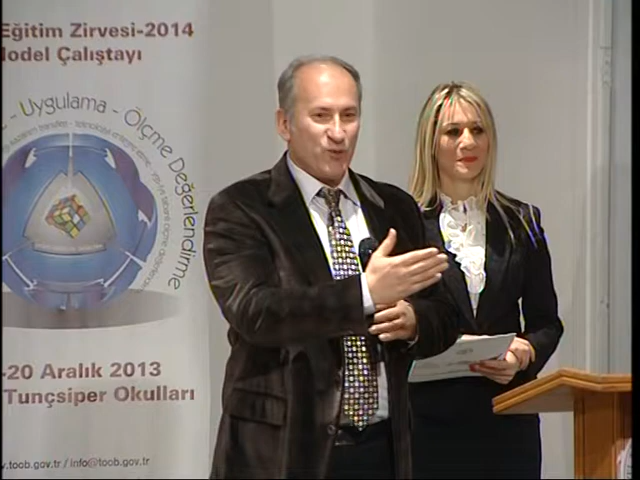 Eğitim Zirvesi-2014
Model Çalıştayı
- Uygulama - Ölçme Değerlendirme
-20 Aralık 2013
Tunçsiper Okulları
.toob.gov.tr / info@toob.gov.tr